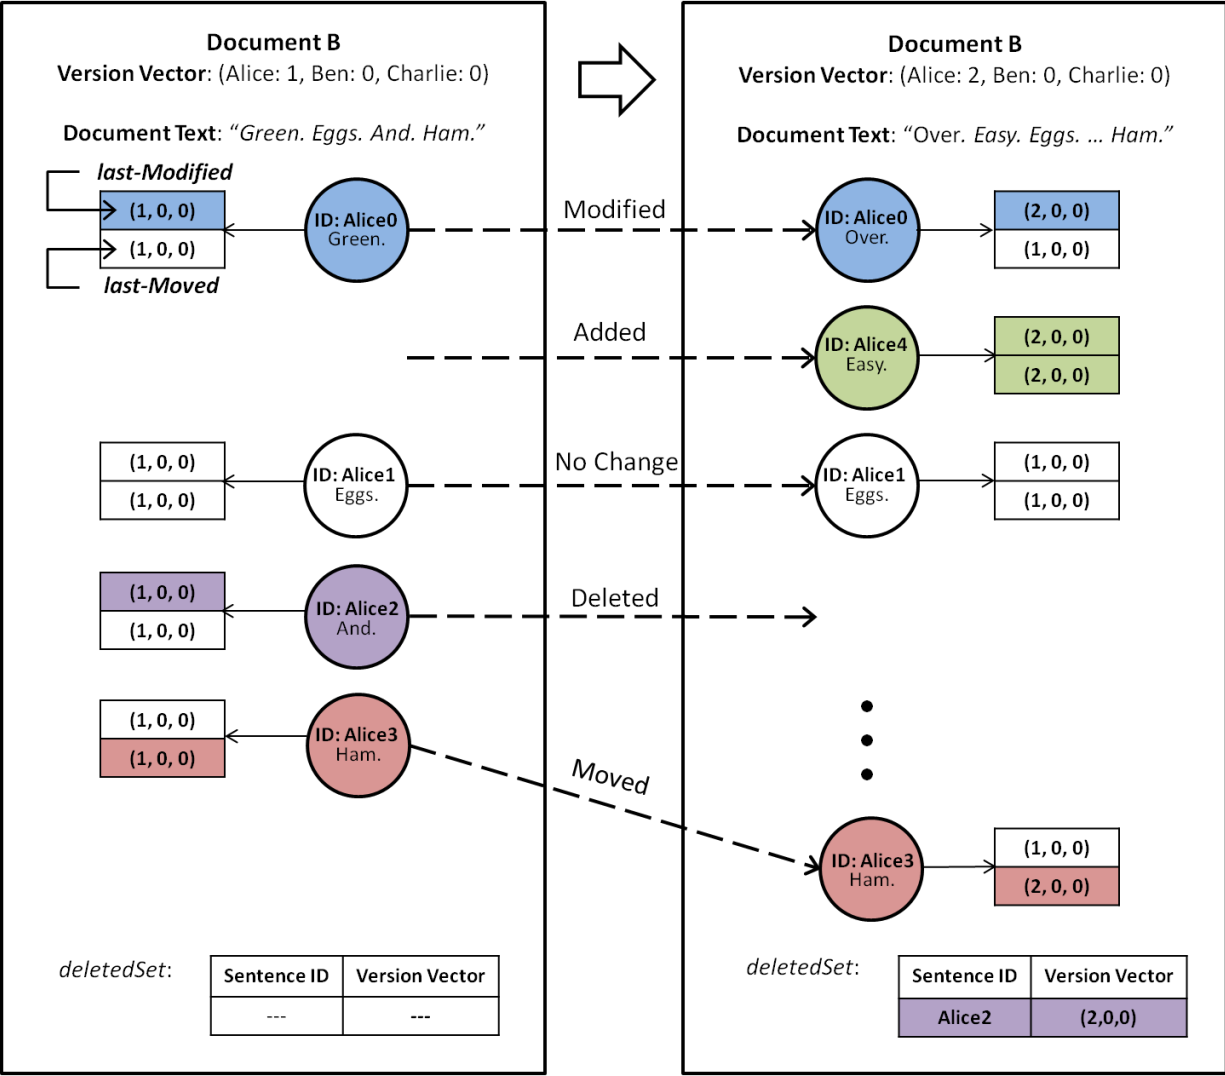 Document B
Version Vector: (Alice: 1, Ben: 0, Charlie: 0)
Document Text: “Green. Eggs. And. Ham.”
last-Modified
(1, 0, 0)
(1, 0, 0)
last-Moved
ID: Alice0
Green.
(1, 0, 0)
(1, 0, 0)
ID: Alice1
Eggs.
(1, 0, 0)
(1, 0, 0)
ID: Alice2
And.
(1, 0, 0)
(1, 0, 0)
ID: Alice3
Ham.
deletedSet:
Sentence ID Version Vector
--- ---
Modified
Added
No Change
Deleted
Moved
Document B
Version Vector: (Alice: 2, Ben: 0, Charlie: 0)
Document Text: “Over. Easy. Eggs. ... Ham.”
ID: Alice0
Over.
(2, 0, 0)
(1, 0, 0)
ID: Alice4
Easy.
(2, 0, 0)
(2, 0, 0)
ID: Alice1
Eggs.
(1, 0, 0)
(1, 0, 0)
ID: Alice3
Ham.
(1, 0, 0)
(2, 0, 0)
deletedSet:
Sentence ID Version Vector
Alice2 (2,0,0)